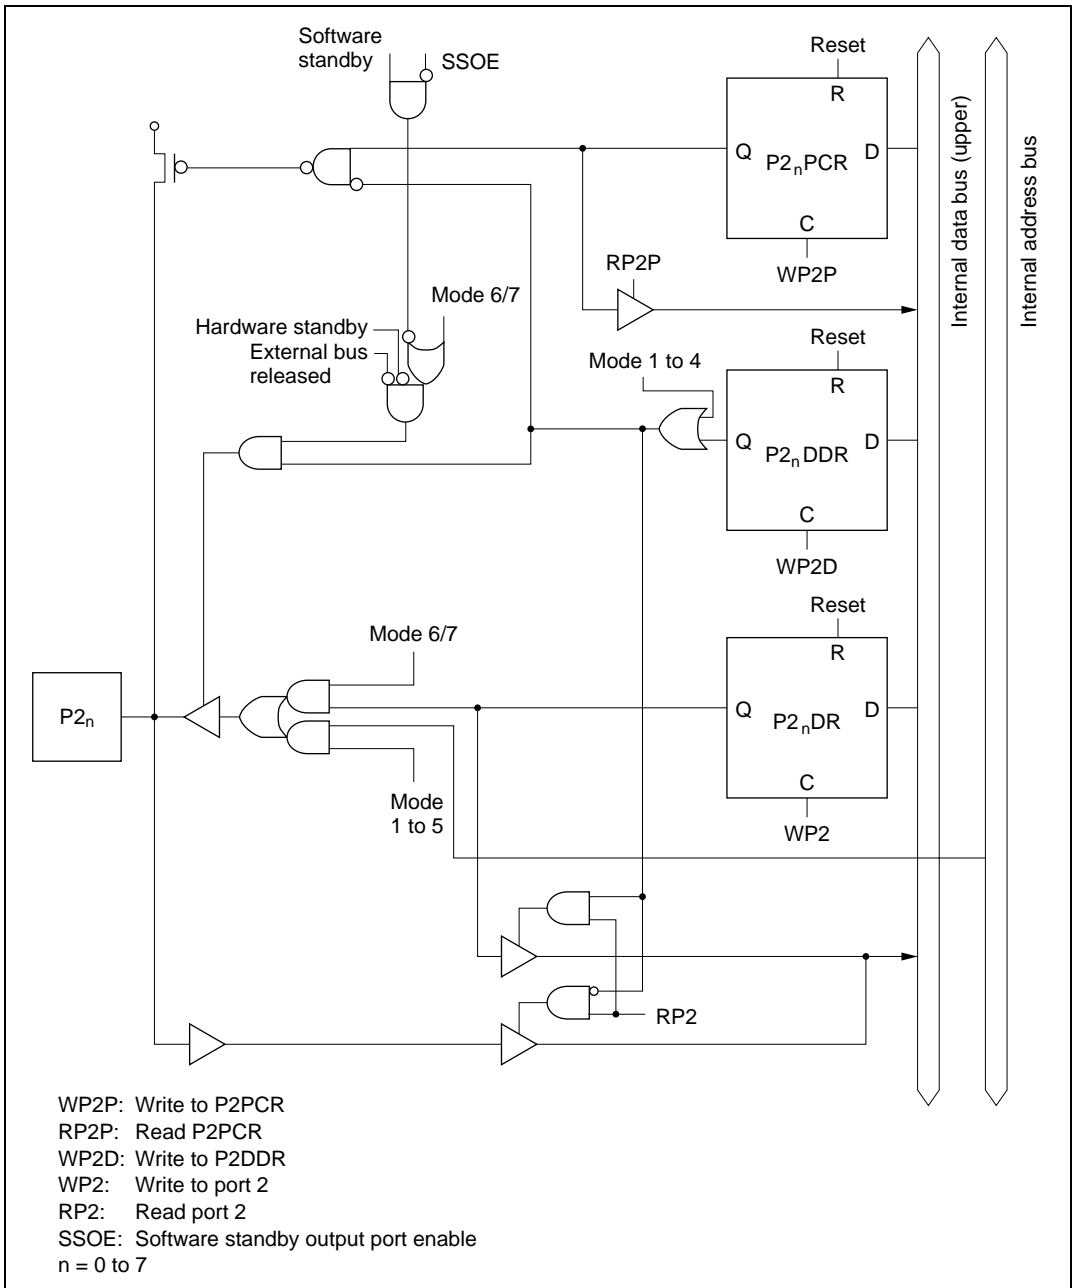 Software
standby
SSOE
Reset
R
Q
P2nPCR
D
C
WP2P
RP2P
Mode 6/7
Hardware standby
External bus
released
Internal data bus (upper)
Internal address bus
Reset
Mode 1 to 4
R
Q
P2nDDR
D
C
WP2D
Reset
Mode 6/7
R
P2n
Q
P2nDR
D
C
WP2
Mode
1 to 5
RP2
WP2P: Write to P2PCR
RP2P: Read P2PCR
WP2D: Write to P2DDR
WP2: Write to port 2
RP2: Read port 2
SSOE: Software standby output port enable
n = 0 to 7